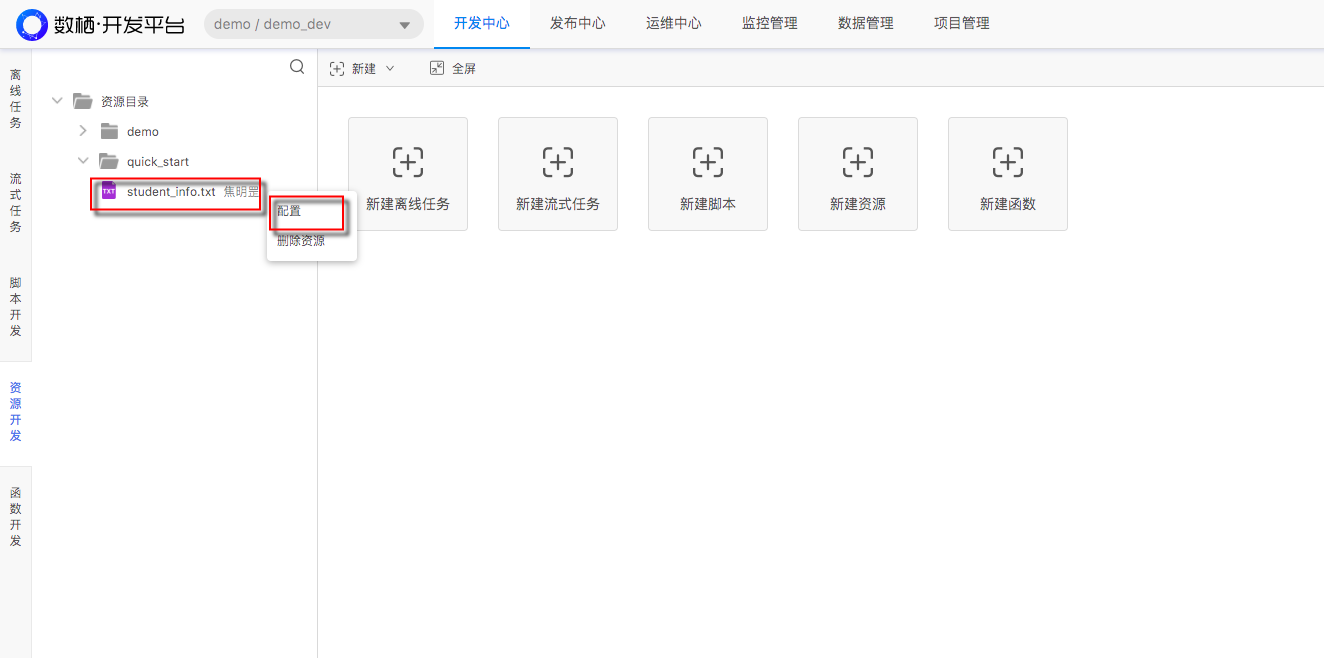 数栖·开发平台
demo / demo_dev
开发中心
发布中心
运维中心
监控管理
数据管理
项目管理
离线任务
流式任务
脚本开发
资源开发
函数开发
资源目录
demo
quick_start
TXT
student_info.txt 焦明罡
配置
删除资源
新建
全屏
新建离线任务
新建流式任务
新建脚本
新建资源
新建函数